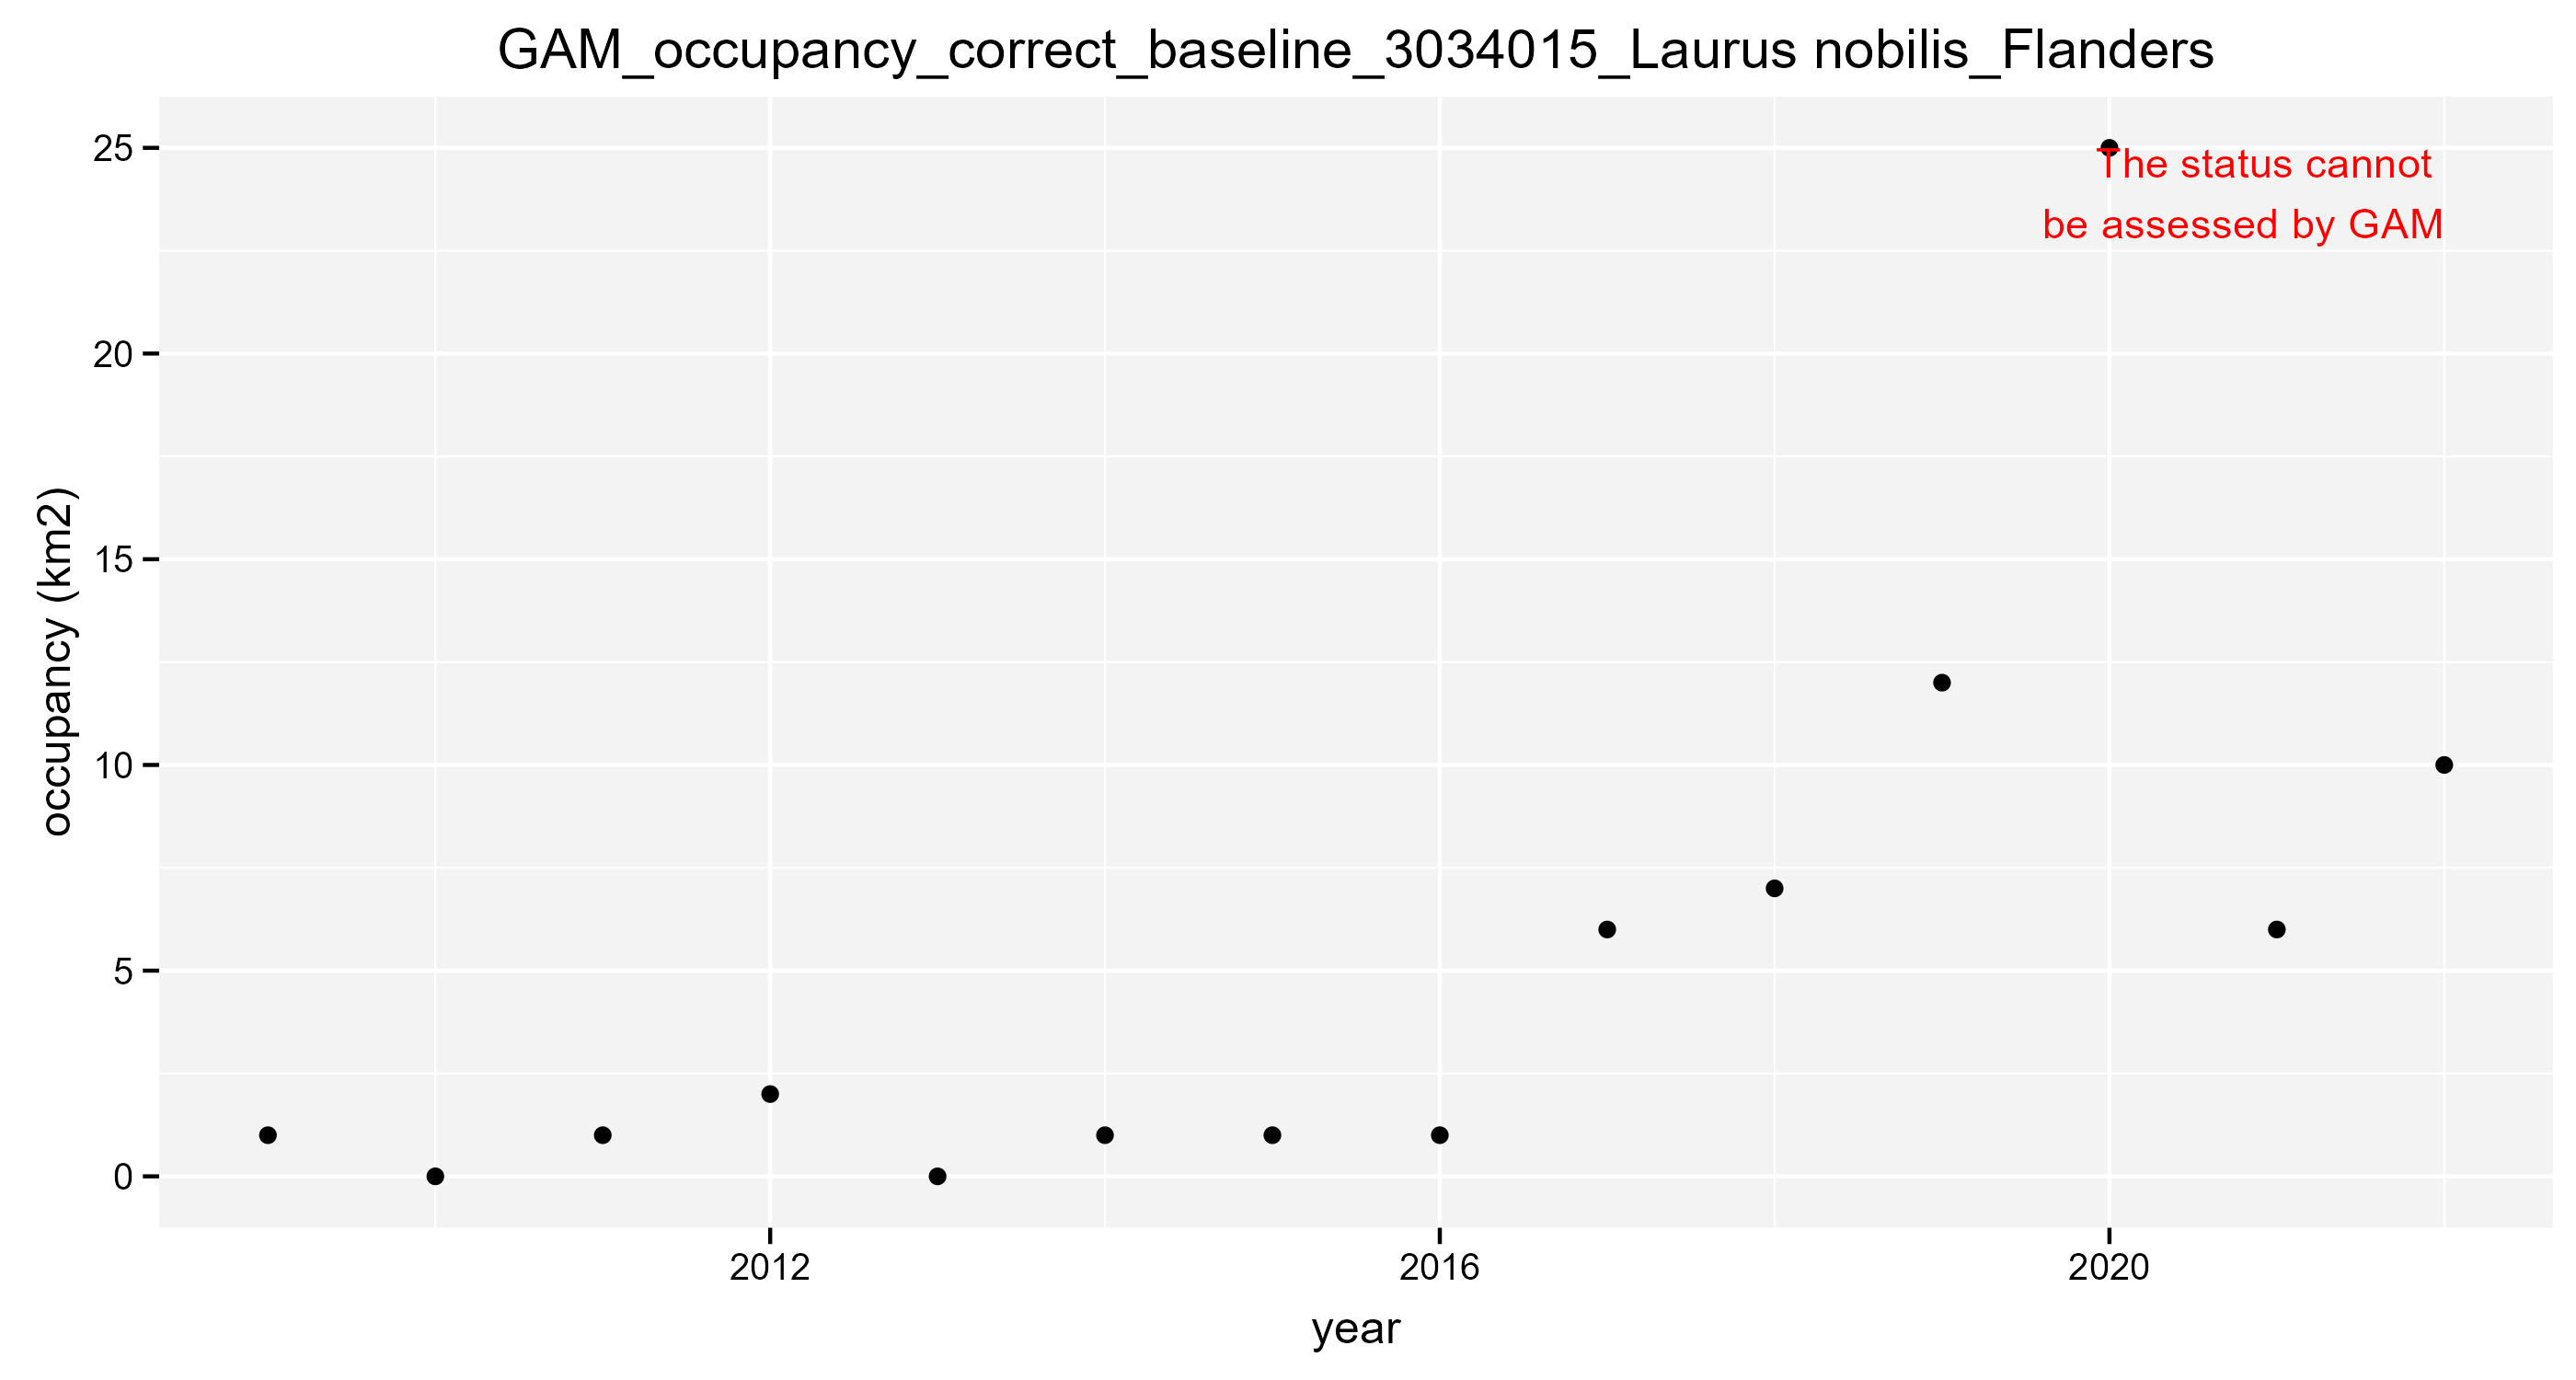 GAM_occupancy_correct_baseline_3034015_Laurus nobilis_Flanders
25
The status cannot
be assessed by GAM
20
15
10
5
0
occupancy (km2)
2012
2016
2020
year